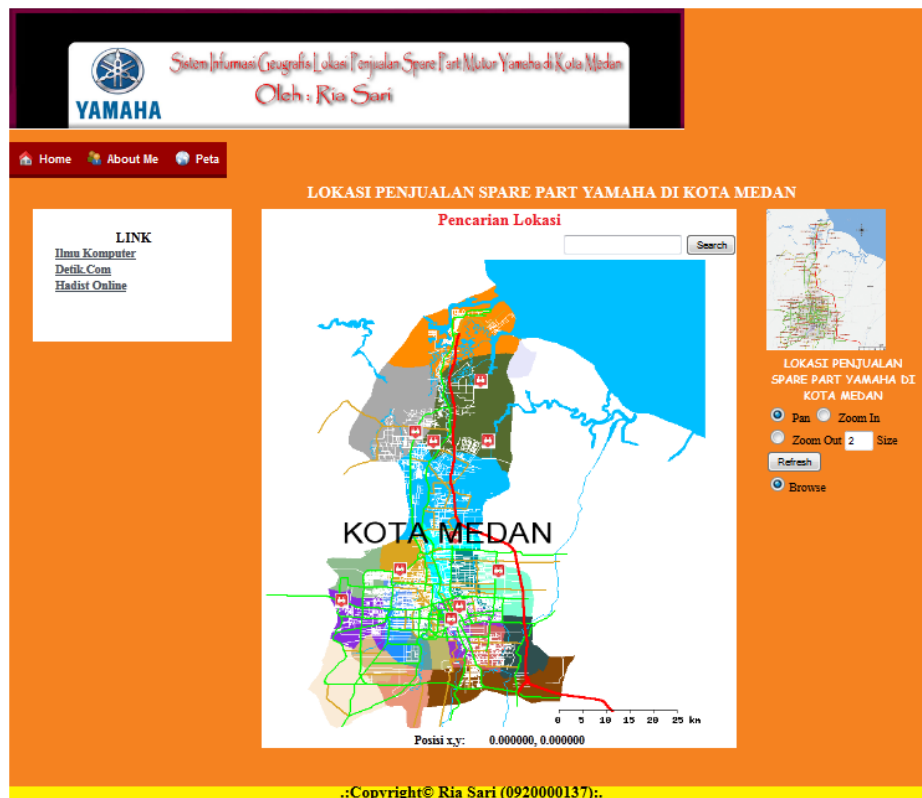 Sistem Informasi Geografis Lokasi Penjualan Spare Part Motor Yamaha di Kota Medan
Oleh : Ria Sari
YAMAHA
Home About Me Peta
LOKASI PENJUALAN SPARE PART YAMAHA DI KOTA MEDAN
LINK
Ilmu Komputer
Detik.Com
Hadist Online
Pencarian Lokasi
Search
KOTA MEDAN
0 5 10 15 20 25 km
Posisi x,y: 0.000000, 0.000000
LOKASI PENJUALAN
SPARE PART YAMAHA DI
KOTA MEDAN
Pan Zoom In
Zoom Out 2 Size
Refresh
Browse
.:Copyright© Ria Sari (0920000137):.